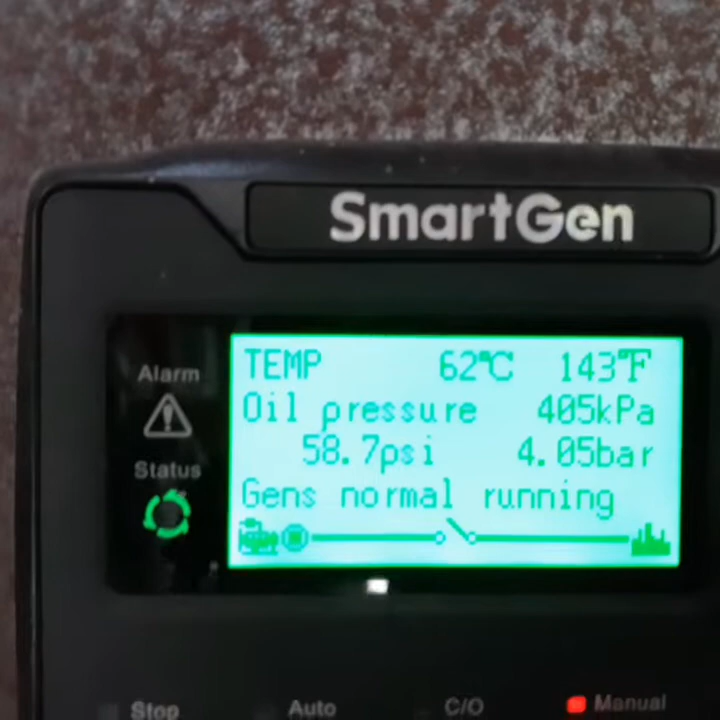 SmartGen
Alarm
Status
TEMP 62℃ 143℉
Oil pressure 405kPa
58.7psi 4.05bar
Gens normal running
Stop Auto C/O Manual